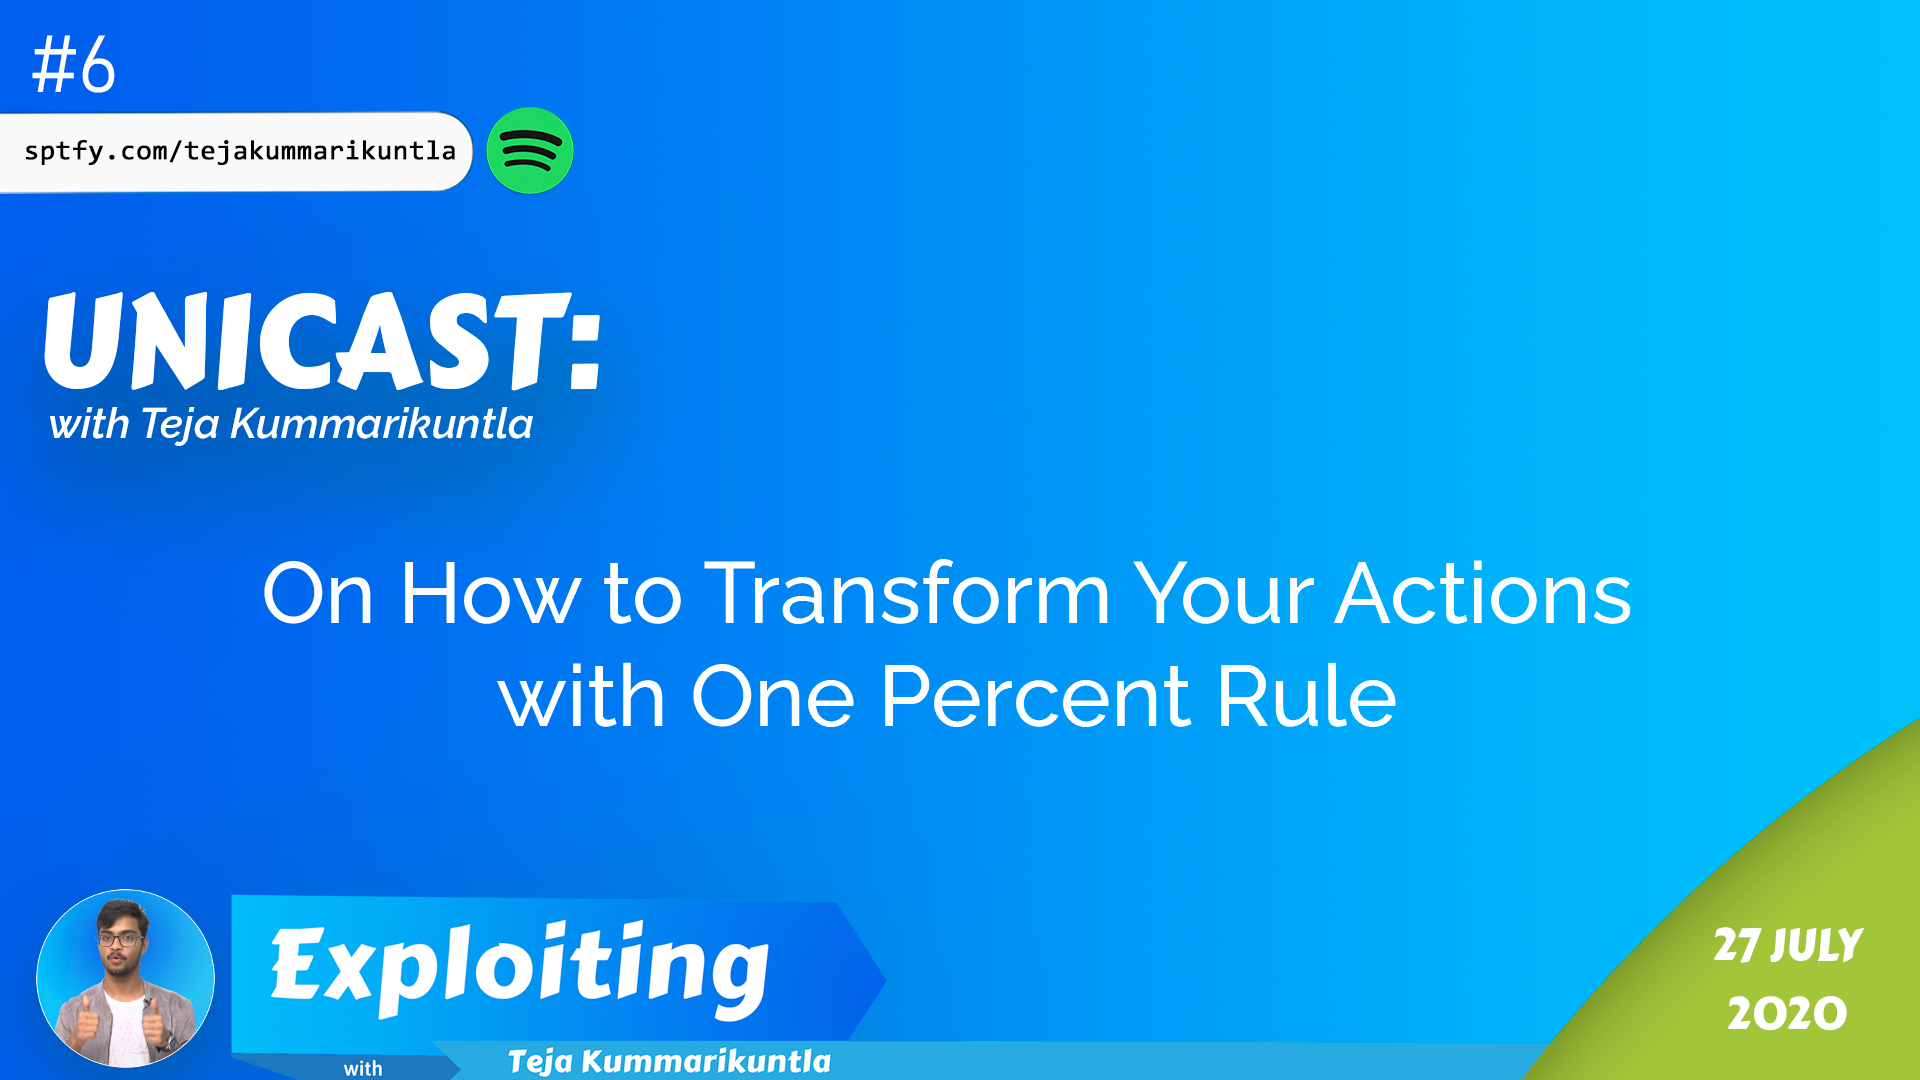 #6
sptfy.com/tejakummarikuntla
UNICAST:
with Teja Kummarikuntla
On How to Transform Your Actions
with One Percent Rule
Exploiting
with Teja Kummarikuntla
27 JULY
2020